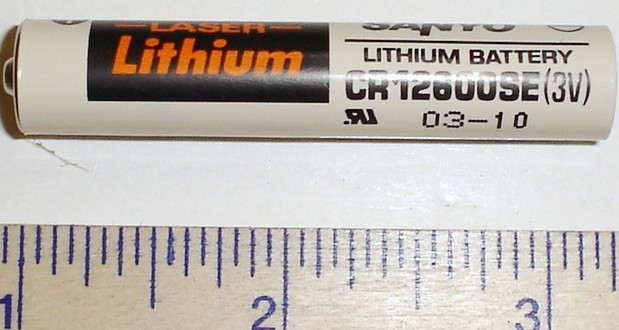 LASER
Lithium
SANYO
LITHIUM BATTERY
CR12600SE(3V)
03-10
1 2 3